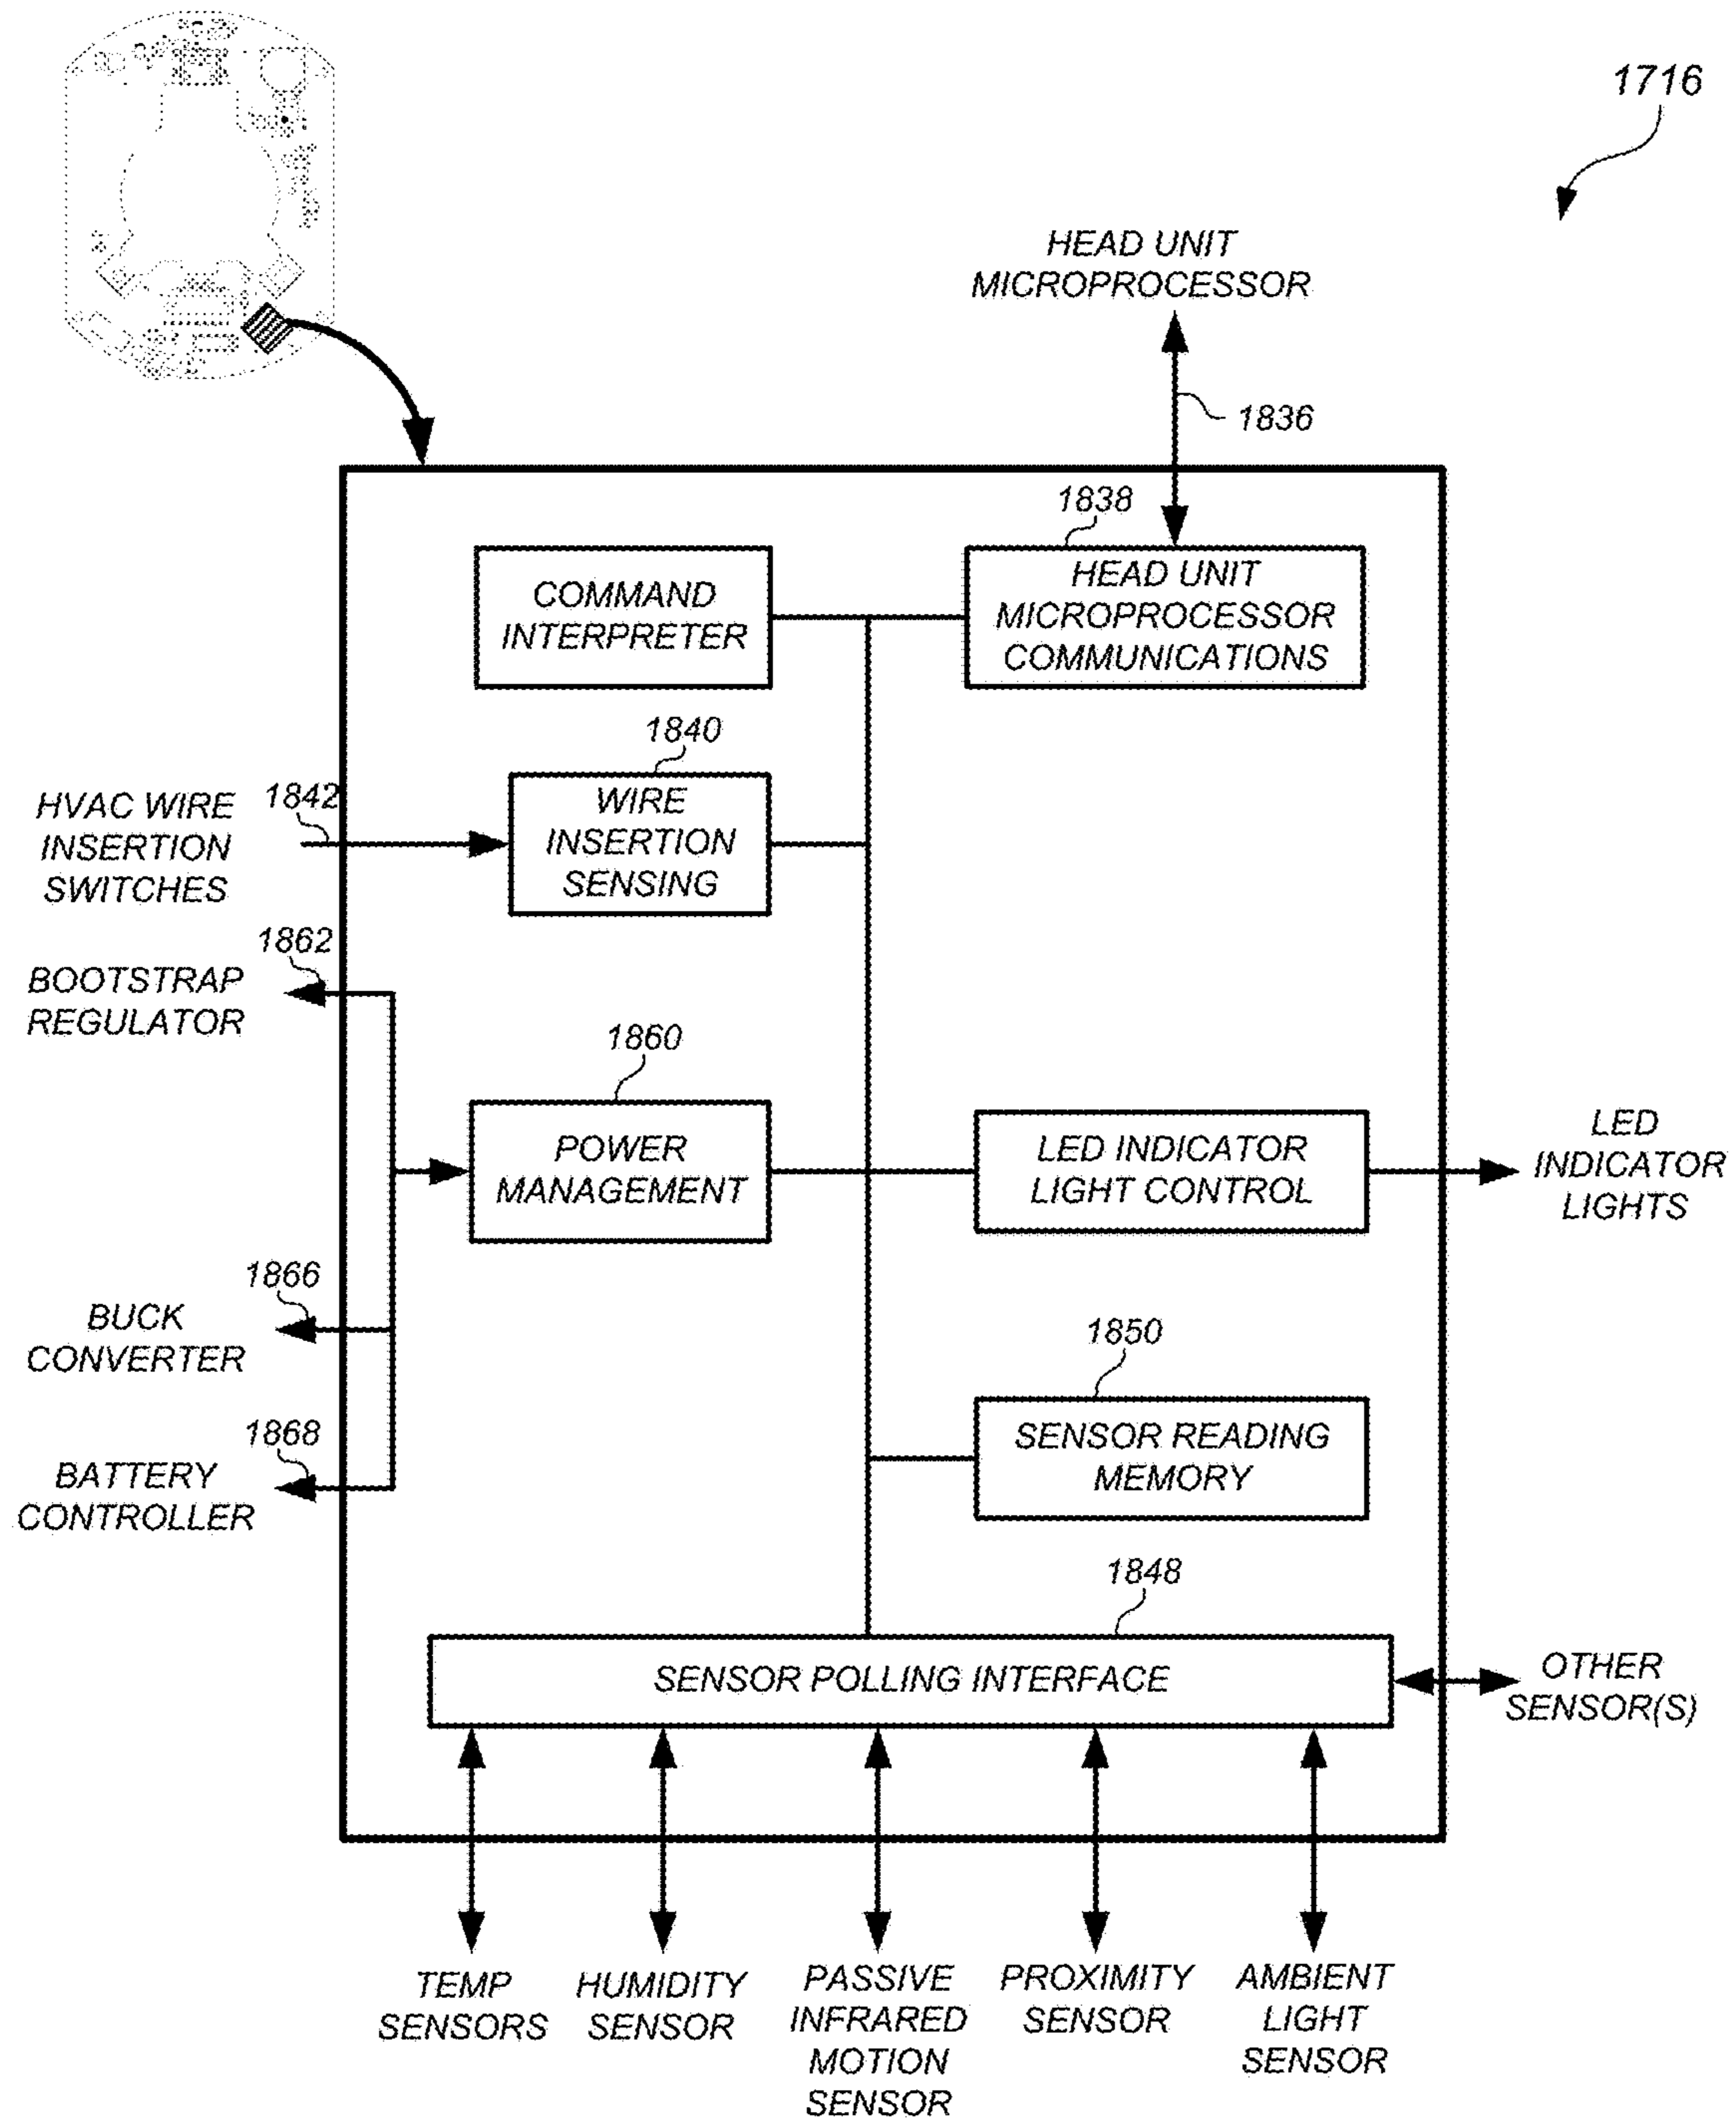 1716
HEAD UNIT
MICROPROCESSOR
1836
1838
COMMAND
INTERPRETER
HEAD UNIT
MICROPROCESSOR
COMMUNICATIONS
1840
HVAC WIRE
INSERTION
SWITCHES
1842
WIRE
INSERTION
SENSING
1862
BOOTSTRAP
REGULATOR
1860
POWER
MANAGEMENT
LED INDICATOR
LIGHT CONTROL
LED
INDICATOR
LIGHTS
1866
BUCK
CONVERTER
1850
SENSOR READING
MEMORY
1868
BATTERY
CONTROLLER
1848
SENSOR POLLING INTERFACE
OTHER
SENSOR(S)
TEMP
SENSORS
HUMIDITY
SENSOR
PASSIVE
INFRARED
MOTION
SENSOR
PROXIMITY
SENSOR
AMBIENT
LIGHT
SENSOR